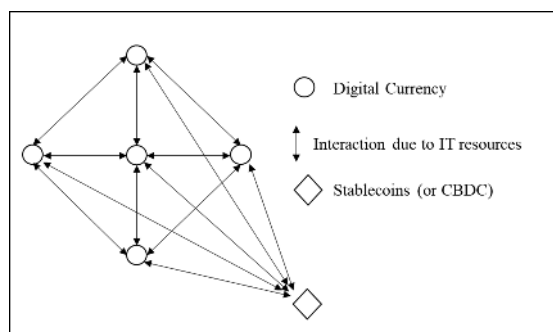 Digital Currency
Interaction due to IT resources
Stablecoins (or CBDC)